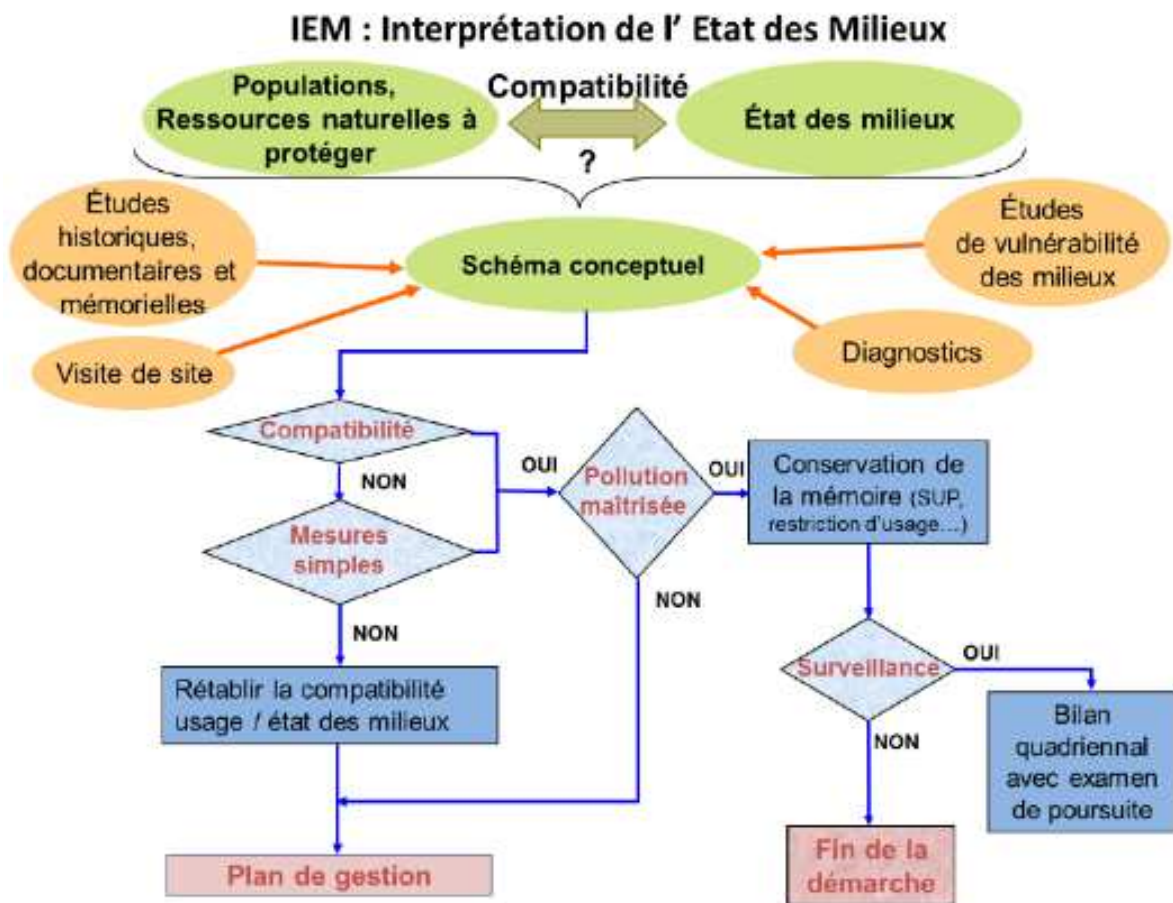 IEM : Interprétation de l' Etat des Milieux
Populations,
Ressources naturelles à
protéger
Compatibilité
?
État des milieux
Études
historiques,
documentaires et
mémorielles
Schéma conceptuel
Études
de vulnérabilité
des milieux
Visite de site
Diagnostics
Compatibilité
NON
OUI
Mesures
simples
NON
Pollution
maîtrisée
OUI
NON
Conservation de
la mémoire (SUP,
restriction d'usage…)
Rétablir la compatibilité
usage / état des milieux
Surveillance
OUI
NON
Bilan
quadriennal
avec examen
de poursuite
Plan de gestion
Fin de la
démarche